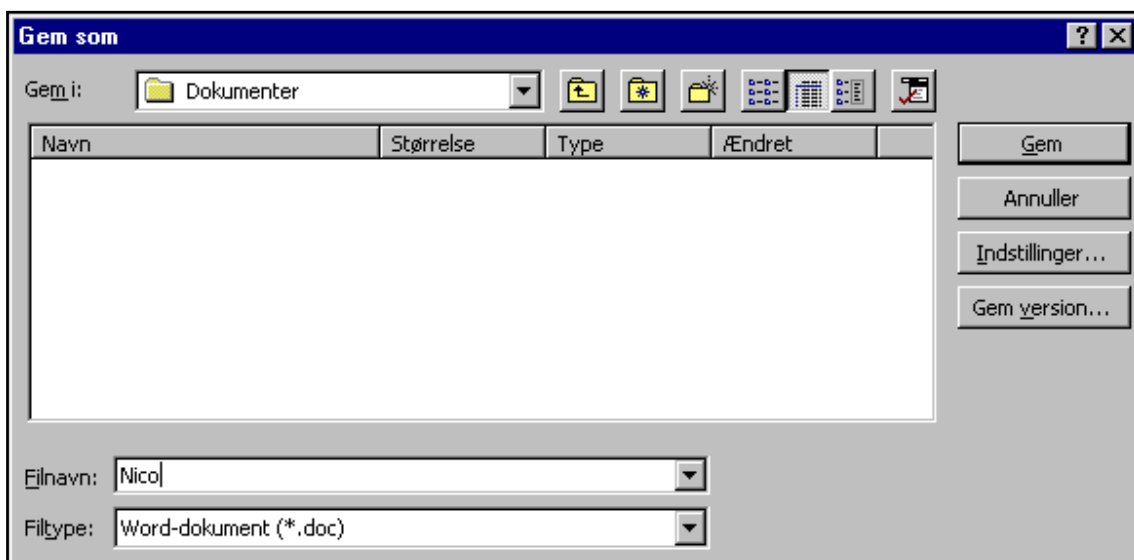 Gem som
Gem i: Dokumenter
Navn Størrelse Type Ændret
Gem
Annuller
Indstillinger...
Gem version...
Filnavn: Nico
Filtype: Word-dokument (*.doc)